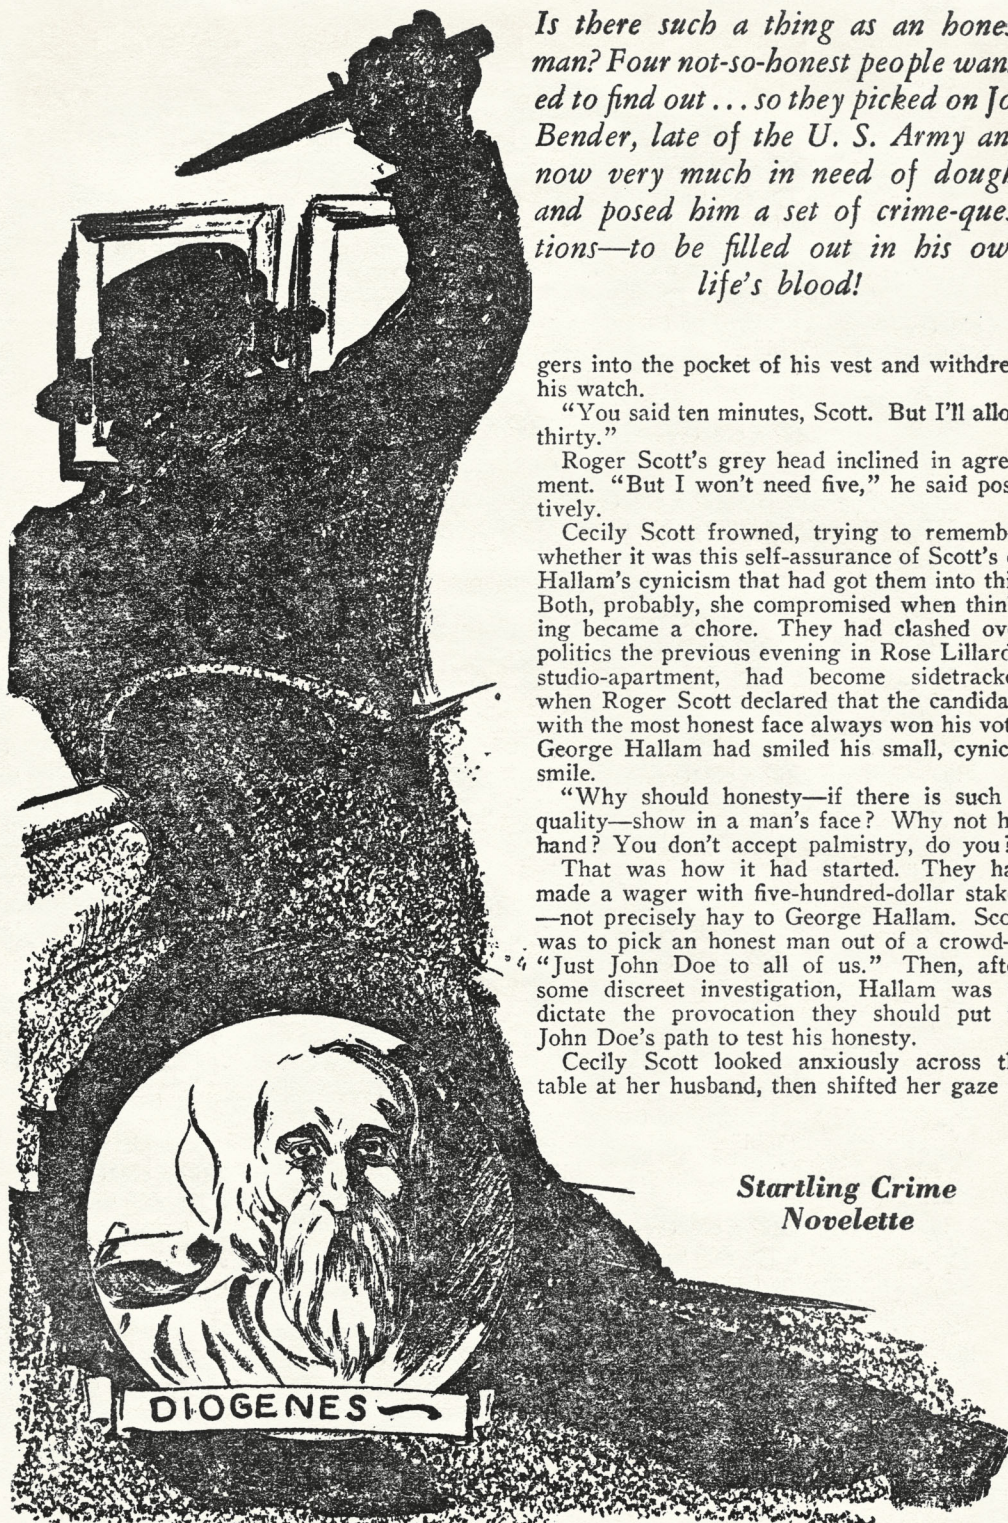 Is there such a thing as an hones
man? Four not-so-honest people wan
ed to find out . . . so they picked on Jo
Bender, late of the U. S. Army an
now very much in need of dough
and posed him a set of crime-ques
tions—to be filled out in his ow
life's blood!
gers into the pocket of his vest and withdre
his watch.
“You said ten minutes, Scott. But I'll allo
thirty.”
Roger Scott's grey head inclined in agre
ment. “But I won't need five,” he said pos
tively.
Cecily Scott frowned, trying to rememb
whether it was this self-assurance of Scott's
Hallam's cynicism that had got them into thi
Both, probably, she compromised when thin
ing became a chore. They had clashed ov
politics the previous evening in Rose Lillard
studio-apartment, had become sidetracke
when Roger Scott declared that the candida
with the most honest face always won his vot
George Hallam had smiled his small, cynic
smile.
“Why should honesty—if there is such
quality—show in a man's face? Why not h
hand? You don't accept palmistry, do you?
That was how it had started. They ha
made a wager with five-hundred-dollar stak
—not precisely hay to George Hallam. Sco
was to pick an honest man out of a crowd—
“Just John Doe to all of us.” Then, afte
some discreet investigation, Hallam was
dictate the provocation they should put
John Doe's path to test his honesty.
Cecily Scott looked anxiously across th
table at her husband, then shifted her gaze
Startling Crime
Novelette
DIOGENES